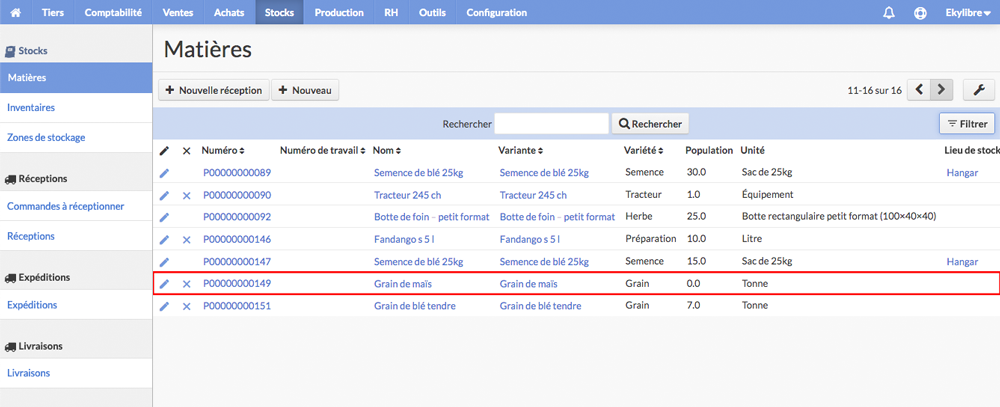 Tiers Comptabilité Ventes Achats Stocks Production RH Outils Configuration Ekylibre
Stocks
Matières
Inventaires
Zones de stockage
Réceptions
Commandes à réceptionner
Réceptions
Expéditions
Expéditions
Livraisons
Livraisons
Matières
Nouvelle réception Nouveau 11-16 sur 16
Rechercher Rechercher Filtrer
Numéro Numéro de travail Nom Variante Variété Population Unité Lieu de stock
P00000000089 Semence de blé 25kg Semence de blé 25kg Semence 30.0 Sac de 25kg Hangar
P00000000090 Tracteur 245 ch Tracteur 245 ch Tracteur 1.0 Équipement
P00000000092 Botte de foin - petit format Botte de foin - petit format Herbe 25.0 Botte rectangulaire petit format (100×40×40)
P00000000146 Fandango s 5 l Fandango s 5 l Préparation 10.0 Litre
P00000000147 Semence de blé 25kg Semence de blé 25kg Semence 15.0 Sac de 25kg Hangar
P00000000149 Grain de maïs Grain de maïs Grain 0.0 Tonne
P00000000151 Grain de blé tendre Grain de blé tendre Grain 7.0 Tonne